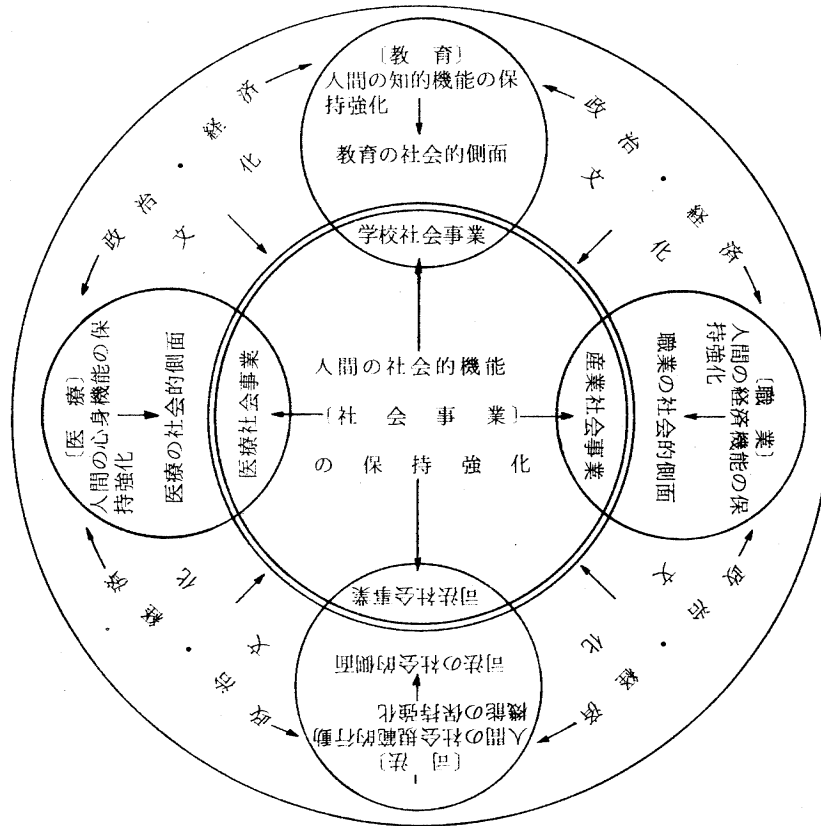 〔教　育〕
人間の知的機能の保
持強化
教育の社会的側面
学校社会事業
政治・経済
文化
政治・経済
文化
〔医　療〕
人間の心身機能の保
持強化
医療の社会的側面
医療社会事業
人間の社会的機能
〔社　会　事　業〕
の　保　持　強　化
産業社会事業
職業の社会的側面
人間の経済機能の保
持強化
〔職　業〕
政治・経済
文化
政治・経済
文化
司法社会事業
司法の社会的側面
機能の保持強化
人間の社会規範的行動
〔司　法〕